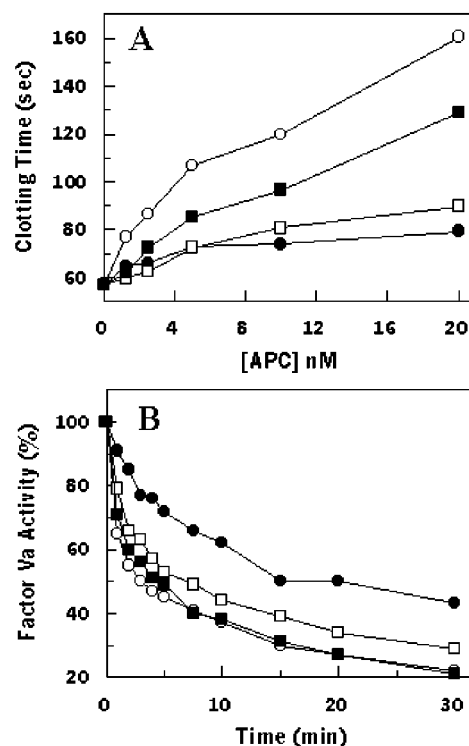 A
Clotting Time (sec)
160
140
120
100
80
60
0 4 8 12 16 20
[APC] nM
B
Factor Va Activity (%)
100
80
60
40
20
0 10 20 30
Time (min)